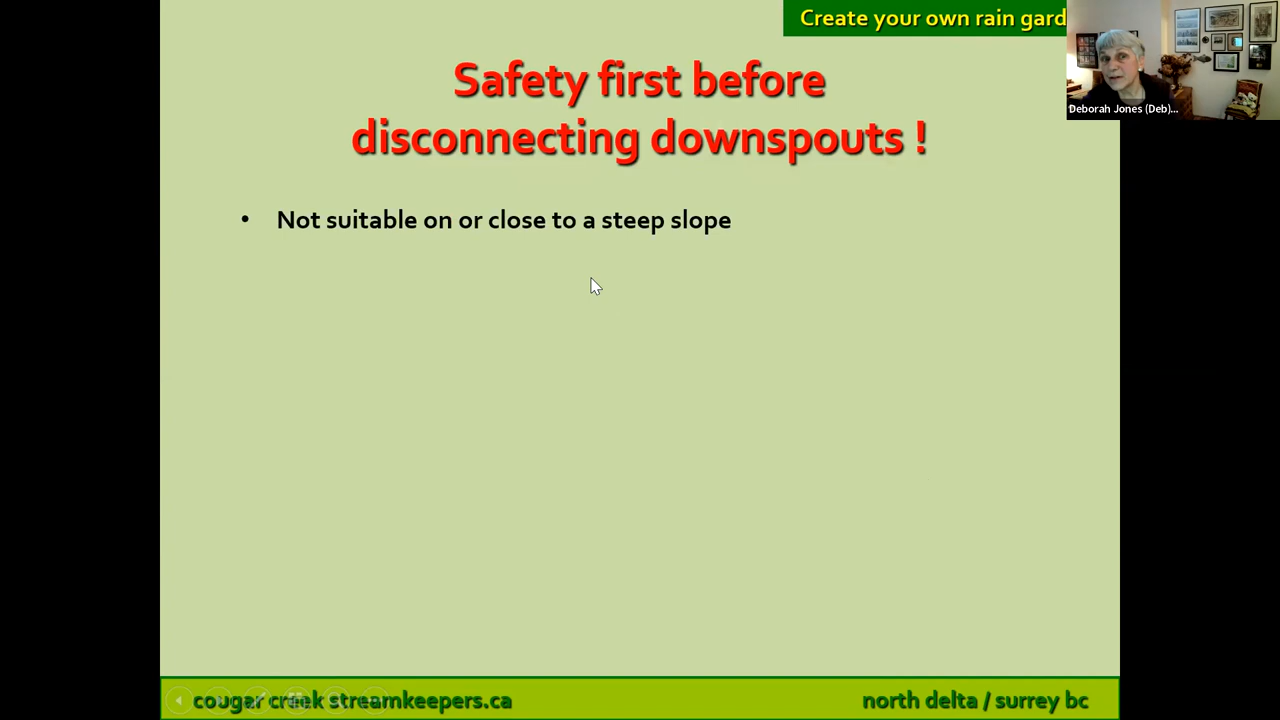 Create your own rain gard
Deborah Jones (Deb)...
Safety first before
disconnecting downspouts !
• Not suitable on or close to a steep slope
cougar creek streamkeepers.ca
north delta / surrey bc